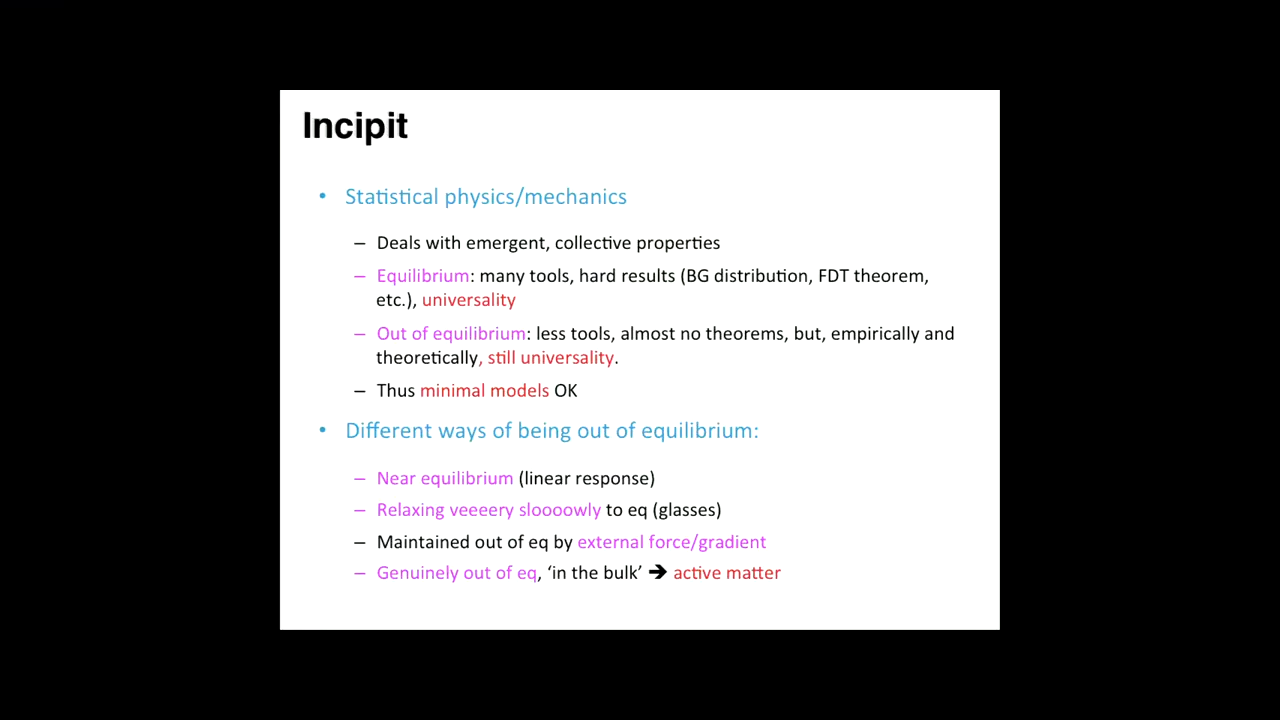 Incipit
• Statistical physics/mechanics
– Deals with emergent, collective properties
– Equilibrium: many tools, hard results (BG distribution, FDT theorem,
etc.), universality
– Out of equilibrium: less tools, almost no theorems, but, empirically and
theoretically, still universality.
– Thus minimal models OK
• Different ways of being out of equilibrium:
– Near equilibrium (linear response)
– Relaxing veeeery sloooowly to eq (glasses)
– Maintained out of eq by external force/gradient
– Genuinely out of eq, ‘in the bulk’ ➔ active matter